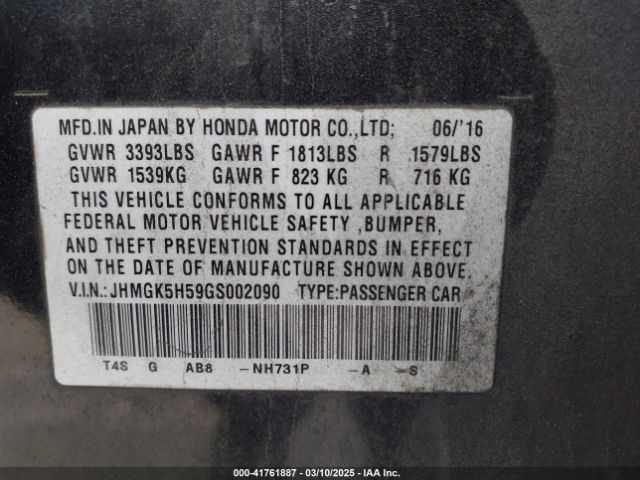 MFD.IN JAPAN BY HONDA MOTOR CO.,LTD; 06/'16
GVWR 3393LBS GAWR F 1813LBS R 1579LBS
GVWR 1539KG GAWR F 823 KG R 716 KG
THIS VEHICLE CONFORMS TO ALL APPLICABLE
FEDERAL MOTOR VEHICLE SAFETY ,BUMPER,
AND THEFT PREVENTION STANDARDS IN EFFECT
ON THE DATE OF MANUFACTURE SHOWN ABOVE.
V.I.N.:JHMGK5H59GS002090 TYPE:PASSENGER CAR
T4S G AB8 -NH731P -A -S
000-41761887 - 03/10/2025 - IAA Inc.